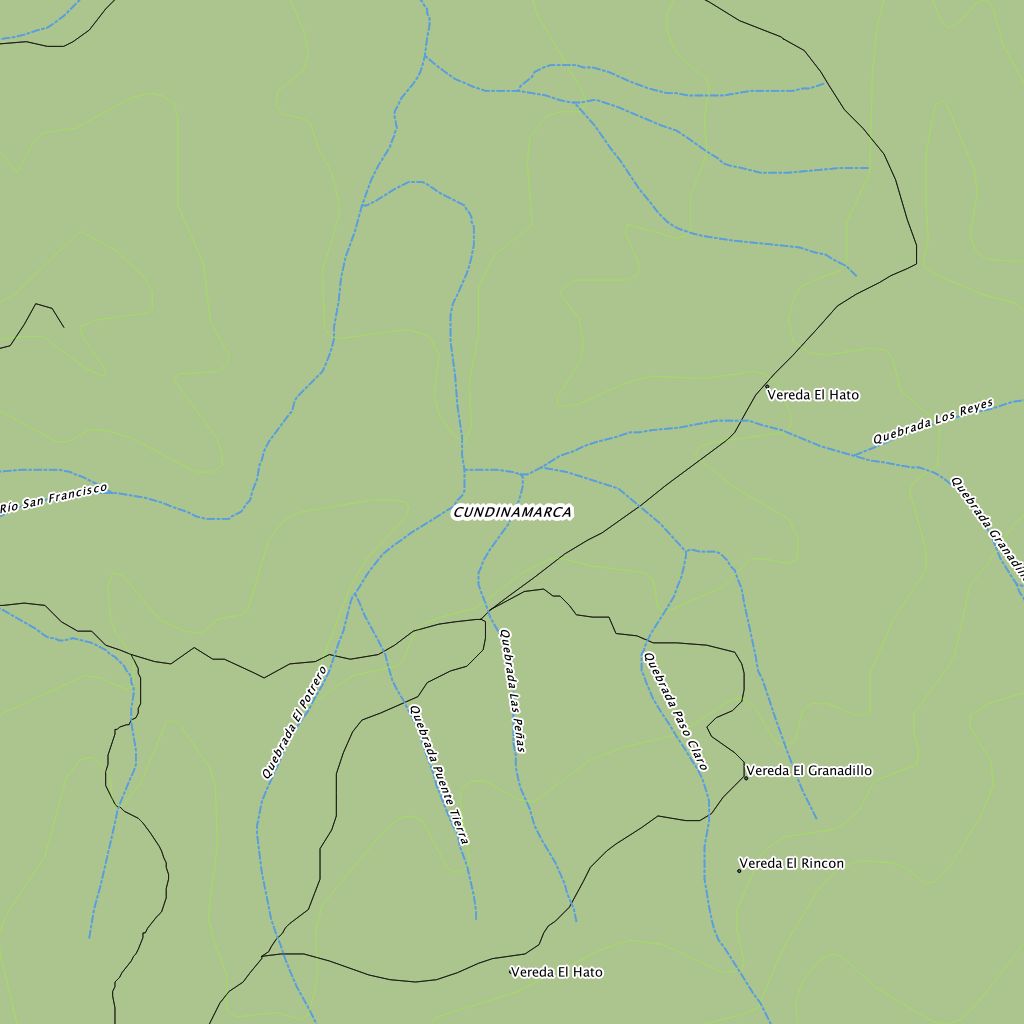 Vereda El Hato
Quebrada Los Reyes
Río San Francisco
Quebrada Granadillo
CUNDINAMARCA
Quebrada El Potrero
Quebrada Las Peñas
Quebrada Paso Claro
Quebrada Puente Tierra
Vereda El Granadillo
Vereda El Rincon
Vereda El Hato